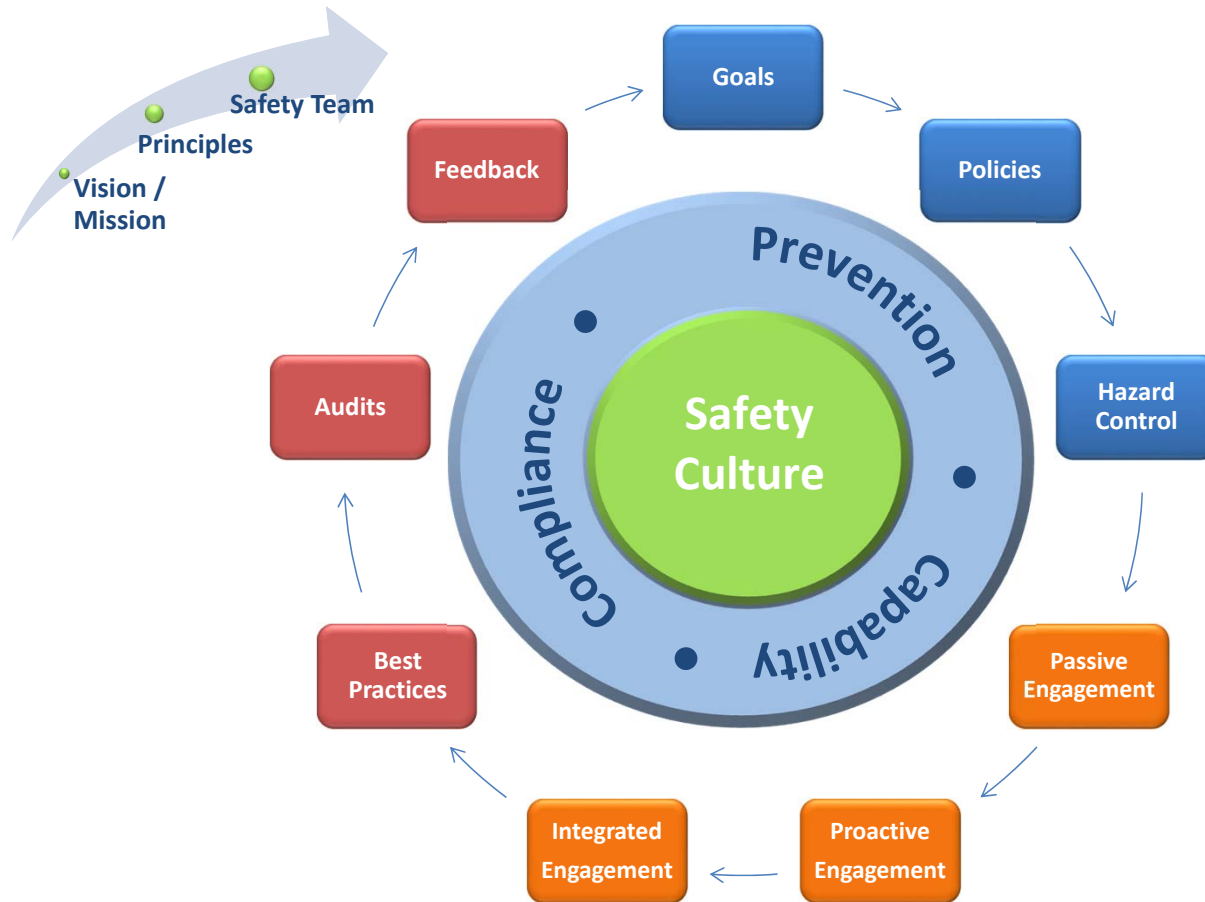 Safety Team
Principles
Vision /
Mission
Goals
Policies
Hazard
Control
Passive
Engagement
Proactive
Engagement
Integrated
Engagement
Best
Practices
Audits
Feedback
Prevention
•
Capability
•
Compliance
•
Safety
Culture